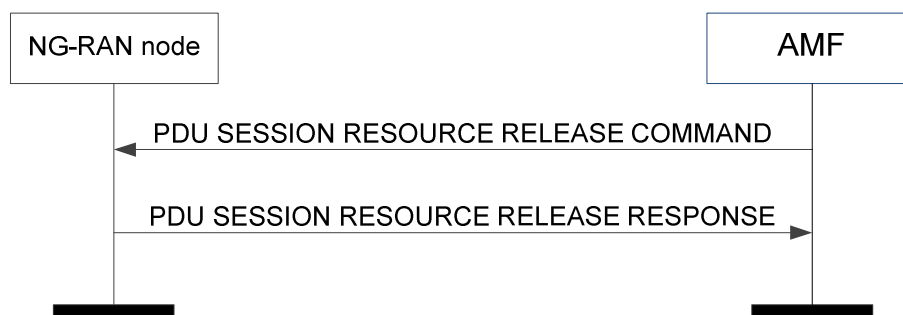 NG-RAN node
AMF
PDU SESSION RESOURCE RELEASE COMMAND
PDU SESSION RESOURCE RELEASE RESPONSE